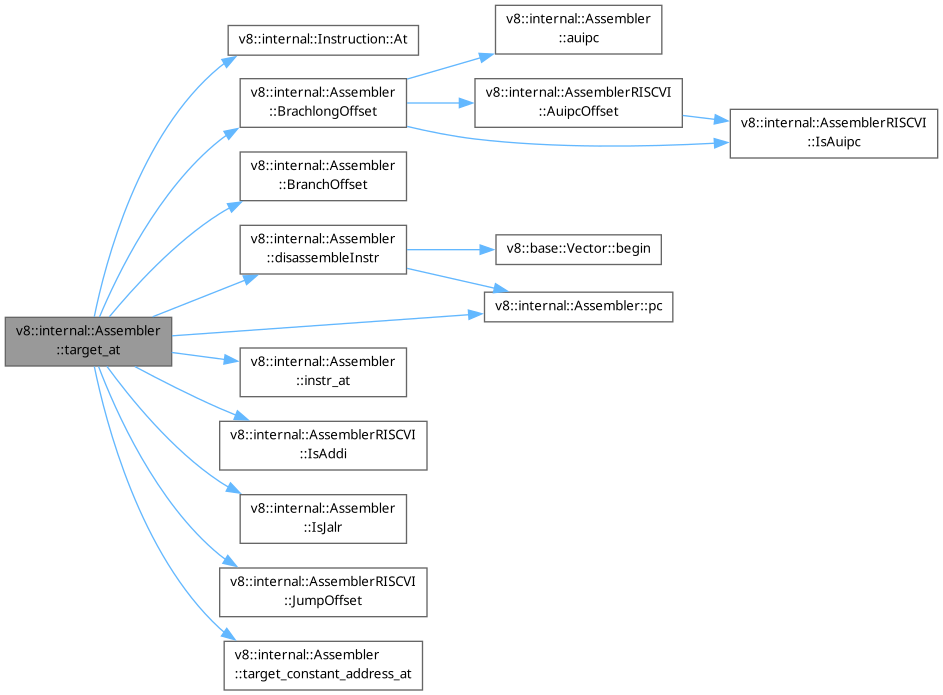 v8::internal::Assembler
::target_at
v8::internal::Instruction::At
v8::internal::Assembler
::BrachlongOffset
v8::internal::Assembler
::BranchOffset
v8::internal::Assembler
::disassembleInstr
v8::internal::Assembler
::instr_at
v8::internal::AssemblerRISCVI
::IsAddi
v8::internal::Assembler
::IsJalr
v8::internal::AssemblerRISCVI
::JumpOffset
v8::internal::Assembler
::target_constant_address_at
v8::internal::Assembler
::auipc
v8::internal::AssemblerRISCVI
::AuipcOffset
v8::base::Vector::begin
v8::internal::Assembler::pc
v8::internal::AssemblerRISCVI
::IsAuipc